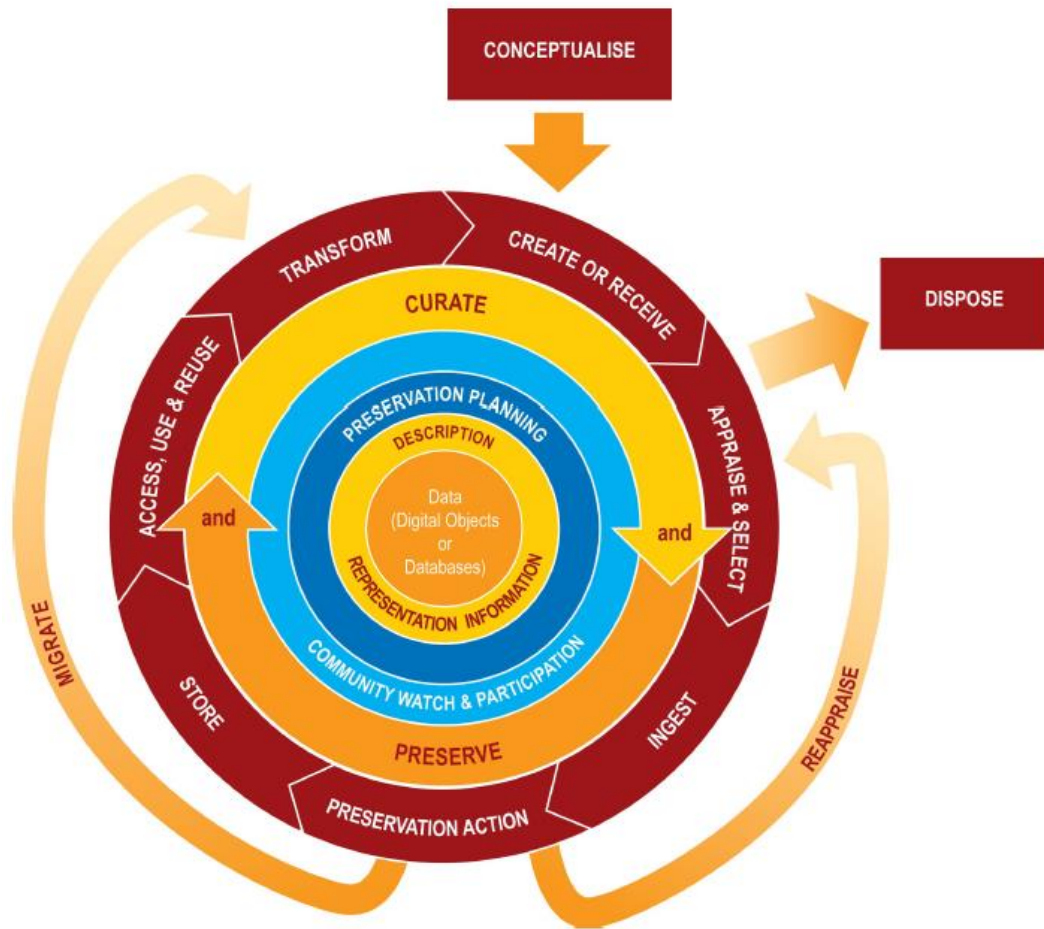 CONCEPTUALISE
TRANSFORM
CREATE OR RECEIVE
DISPOSE
CURATE
ACCESS, USE & REUSE
APPRAISE & SELECT
PRESERVATION PLANNING
DESCRIPTION
Data
(Digital Objects
or
Databases)
and
and
REPRESENTATION INFORMATION
COMMUNITY WATCH & PARTICIPATION
MIGRATE
STORE
PRESERVE
INGEST
REAPPRAISE
PRESERVATION ACTION